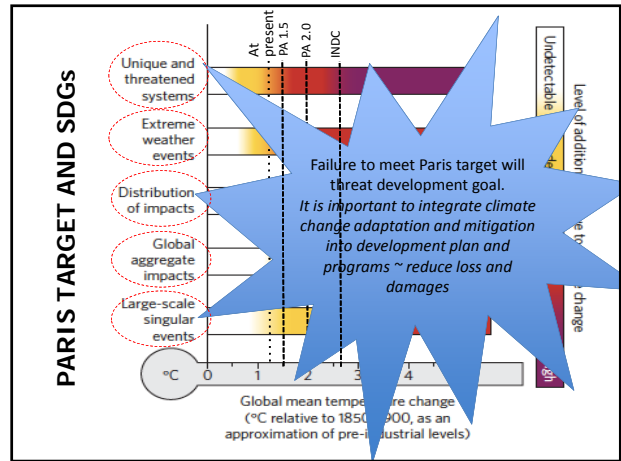 PARIS TARGET AND SDGs
At present
PA 1.5
PA 2.0
INDC
Unique and
threatened
systems
Extreme
weather
events
Distribution
of impacts
Global
aggregate
impacts
Large-scale
singular
events
Failure to meet Paris target will
threat development goal.
It is important to integrate climate
change adaptation and mitigation
into development plan and
programs ~ reduce loss and
damages
Undetectable
Level of
change
°C
0 1 2 3 4
Global mean temperature change
(°C relative to 1850 900, as an
approximation of pre-industrial levels)